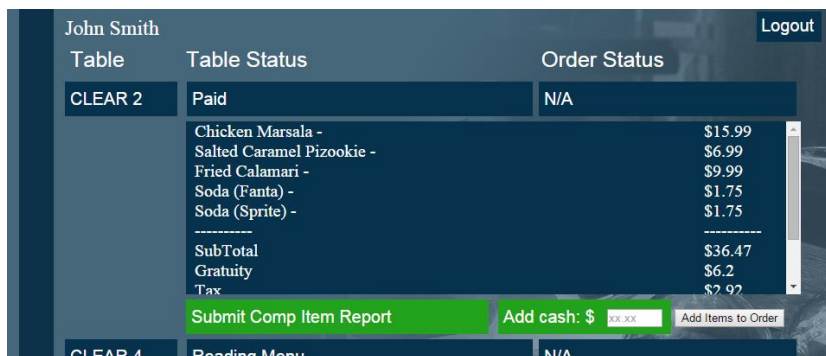 John Smith Logout
Table Table Status Order Status
CLEAR 2 Paid N/A
Chicken Marsala - $15.99
Salted Caramel Pizookie - $6.99
Fried Calamari - $9.99
Soda (Fanta) - $1.75
Soda (Sprite) - $1.75
---------- ----------
SubTotal $36.47
Gratuity $6.2
Tax $2.92
Submit Comp Item Report Add cash: $ xx.xx Add Items to Order
CLEAR 4 Reading Menu N/A